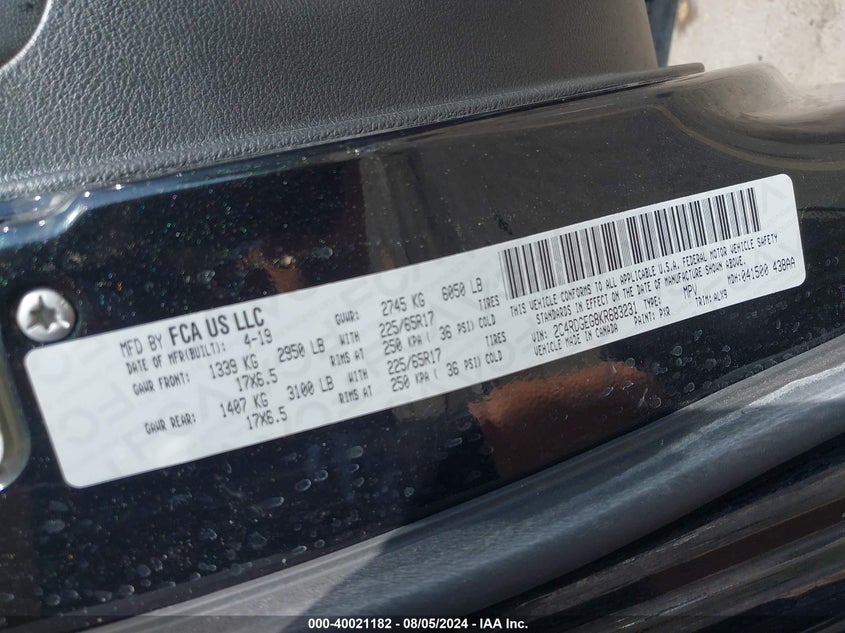 MFD BY FCA US LLC
DATE OF MFR(BUILT): 4-19 GVWR: 2745 KG 6050 LB
GAWR FRONT: 1339 KG 2950 LB WITH 225/65R17 TIRES
17X6.5 RIMS AT 250 KPA ( 36 PSI) COLD
GAWR REAR: 1407 KG 3100 LB WITH 225/65R17 TIRES
17X6.5 RIMS AT 250 KPA ( 36 PSI) COLD
THIS VEHICLE CONFORMS TO ALL APPLICABLE U.S.A. FEDERAL MOTOR VEHICLE SAFETY
STANDARDS IN EFFECT ON THE DATE OF MANUFACTURE SHOWN ABOVE.
VIN: 2C4RDGEG8KR683231 TYPE: MPV MDH: 041500 438AA
VEHICLE MADE IN CANADA PAINT: PXR TRIM: ALX9
000-40021182 - 08/05/2024 - IAA Inc.